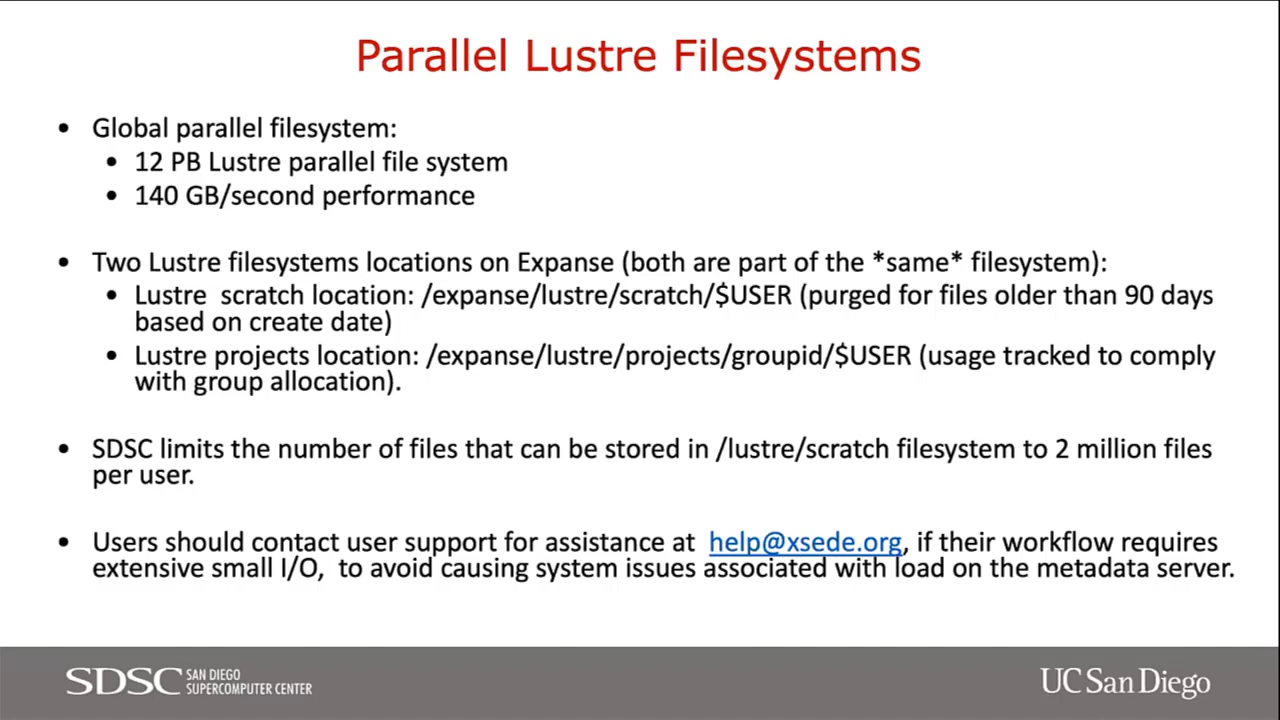 Parallel Lustre Filesystems
• Global parallel filesystem:
• 12 PB Lustre parallel file system
• 140 GB/second performance
• Two Lustre filesystems locations on Expanse (both are part of the *same* filesystem):
• Lustre  scratch location: /expanse/lustre/scratch/$USER (purged for files older than 90 days
based on create date)
• Lustre projects location: /expanse/lustre/projects/groupid/$USER (usage tracked to comply
with group allocation).
• SDSC limits the number of files that can be stored in /lustre/scratch filesystem to 2 million files
per user.
• Users should contact user support for assistance at  help@xsede.org, if their workflow requires
extensive small I/O,  to avoid causing system issues associated with load on the metadata server.
SDSC SAN DIEGO
SUPERCOMPUTER CENTER
UC San Diego